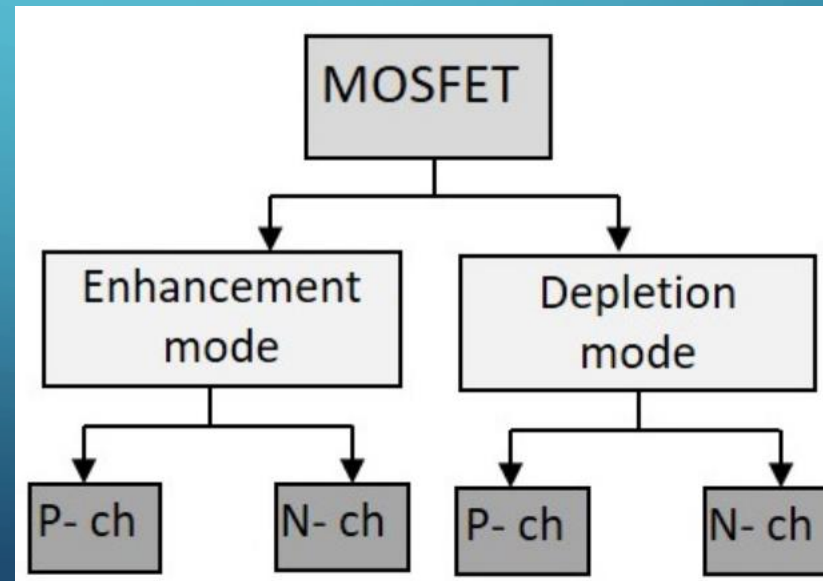 MOSFET
Enhancement
mode
Depletion
mode
P- ch
N- ch
P- ch
N- ch